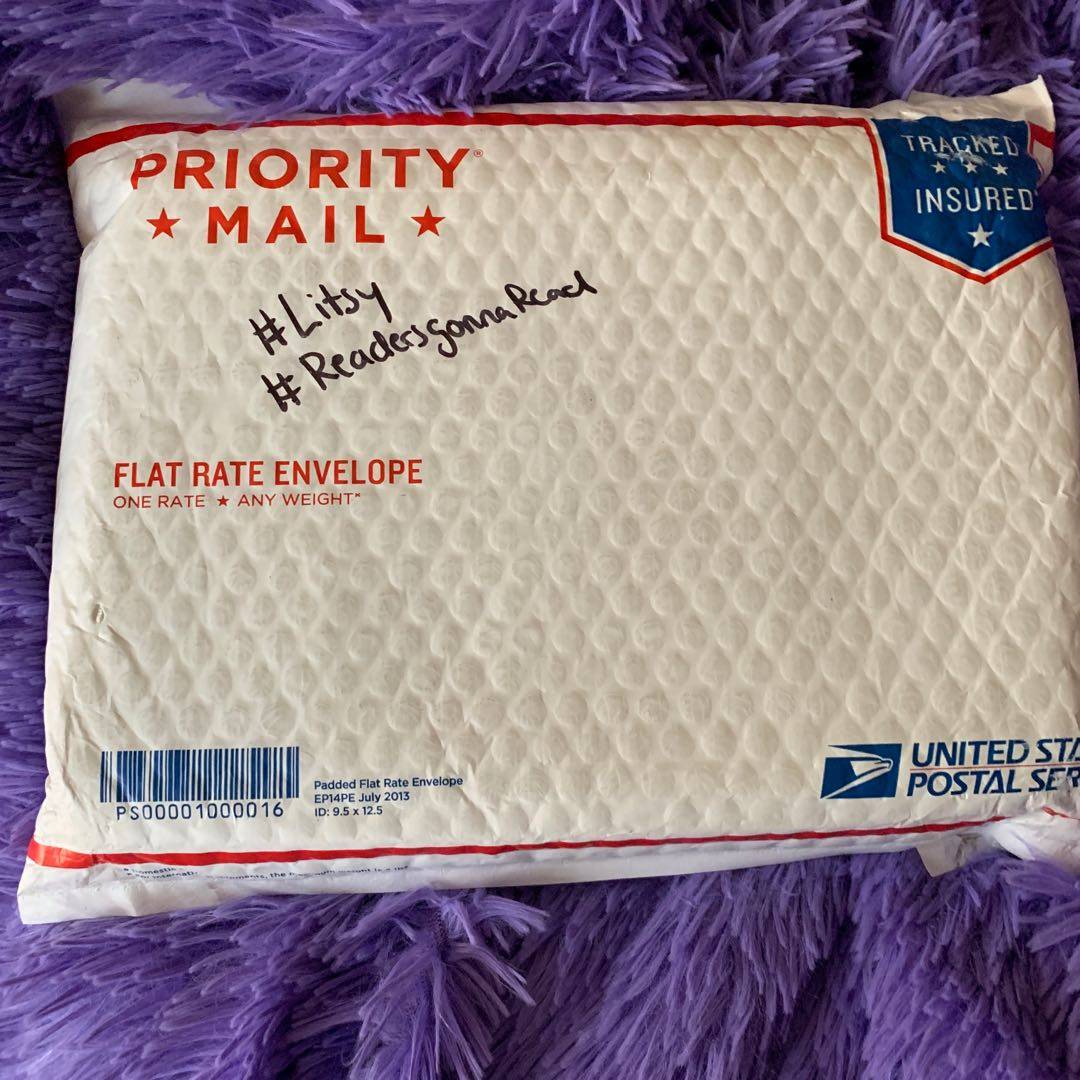 PRIORITY®
★ MAIL ★
TRACKED
★ ★ ★
INSURED
★
#Litsy
#ReadersgonnaRead
FLAT RATE ENVELOPE
ONE RATE ★ ANY WEIGHT*
PS00001000016
Padded Flat Rate Envelope
EP14PE July 2013
ID: 9.5 x 12.5
UNITED STA
POSTAL SER